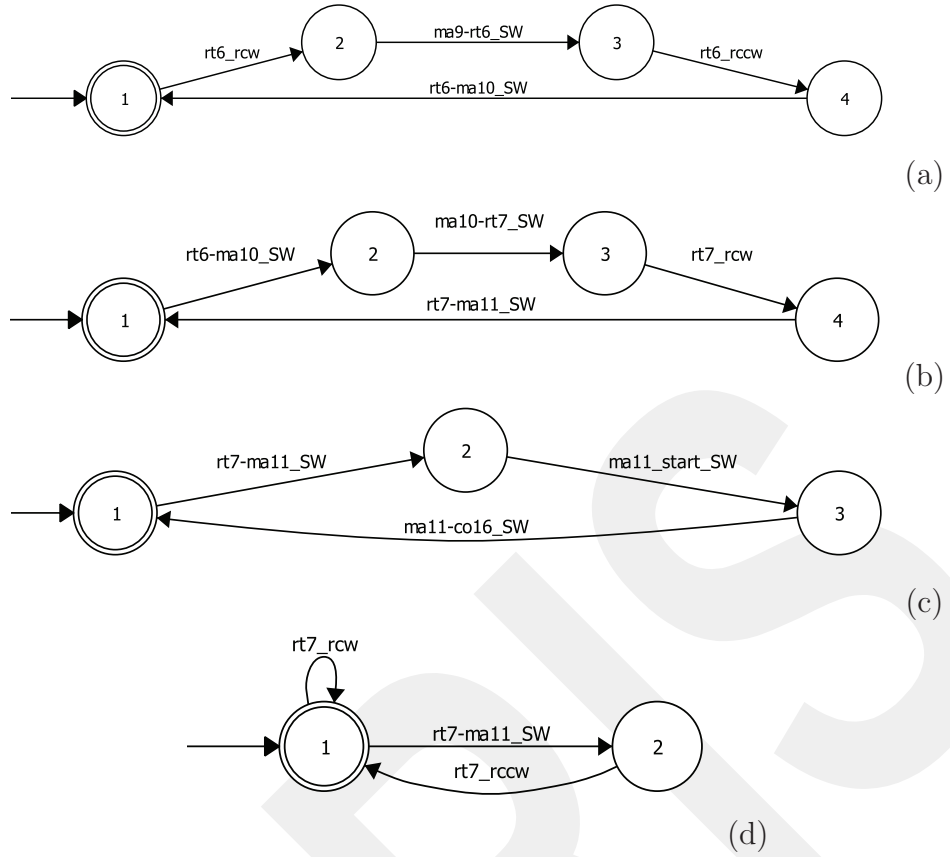 rt6_rcw
2
ma9-rt6_SW
3
rt6_rccw
1
rt6-ma10_SW
4
(a)
rt6-ma10_SW
2
ma10-rt7_SW
3
rt7_rcw
1
rt7-ma11_SW
4
(b)
rt7-ma11_SW
2
ma11_start_SW
1
ma11-co16_SW
3
(c)
rt7_rcw
1
rt7-ma11_SW
rt7_rccw
2
(d)